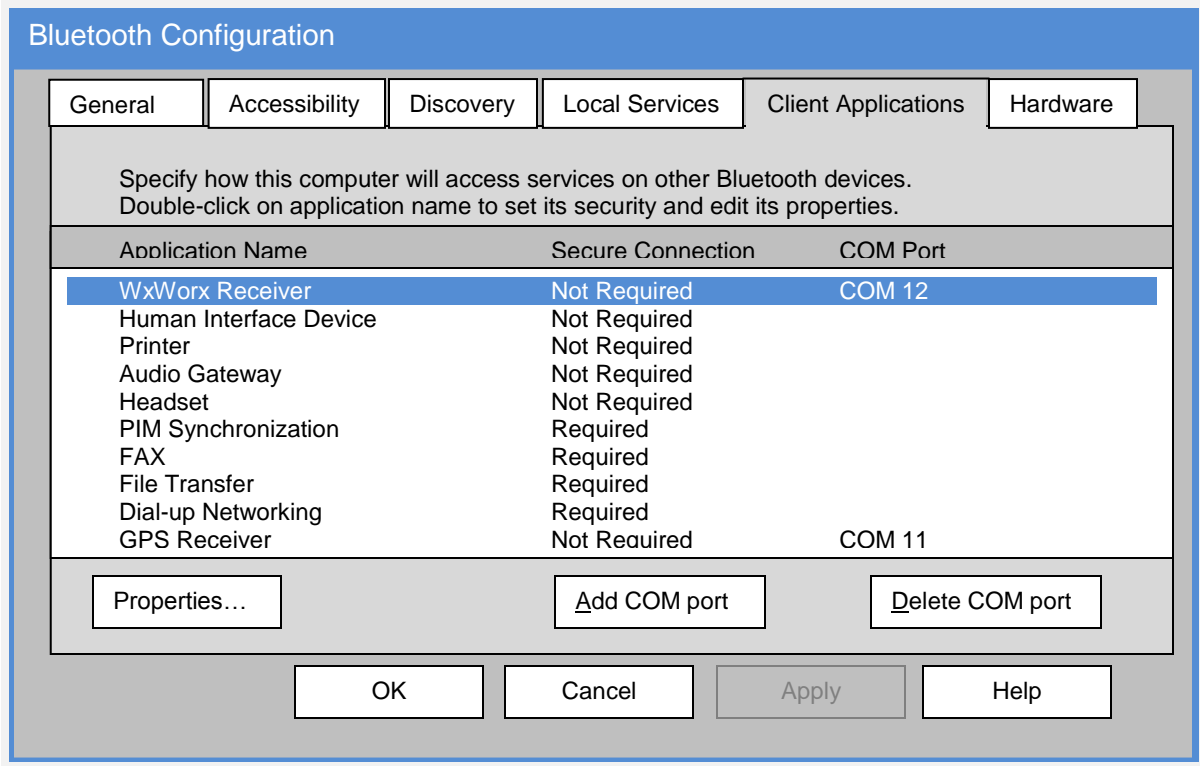 Bluetooth Configuration
General Accessibility Discovery Local Services Client Applications Hardware
Specify how this computer will access services on other Bluetooth devices.
Double-click on application name to set its security and edit its properties.
Application Name Secure Connection COM Port
WxWorx Receiver Not Required COM 12
Human Interface Device Not Required
Printer Not Required
Audio Gateway Not Required
Headset Not Required
PIM Synchronization Required
FAX Required
File Transfer Required
Dial-up Networking Required
GPS Receiver Not Required COM 11
Properties… Add COM port Delete COM port
OK Cancel Apply Help